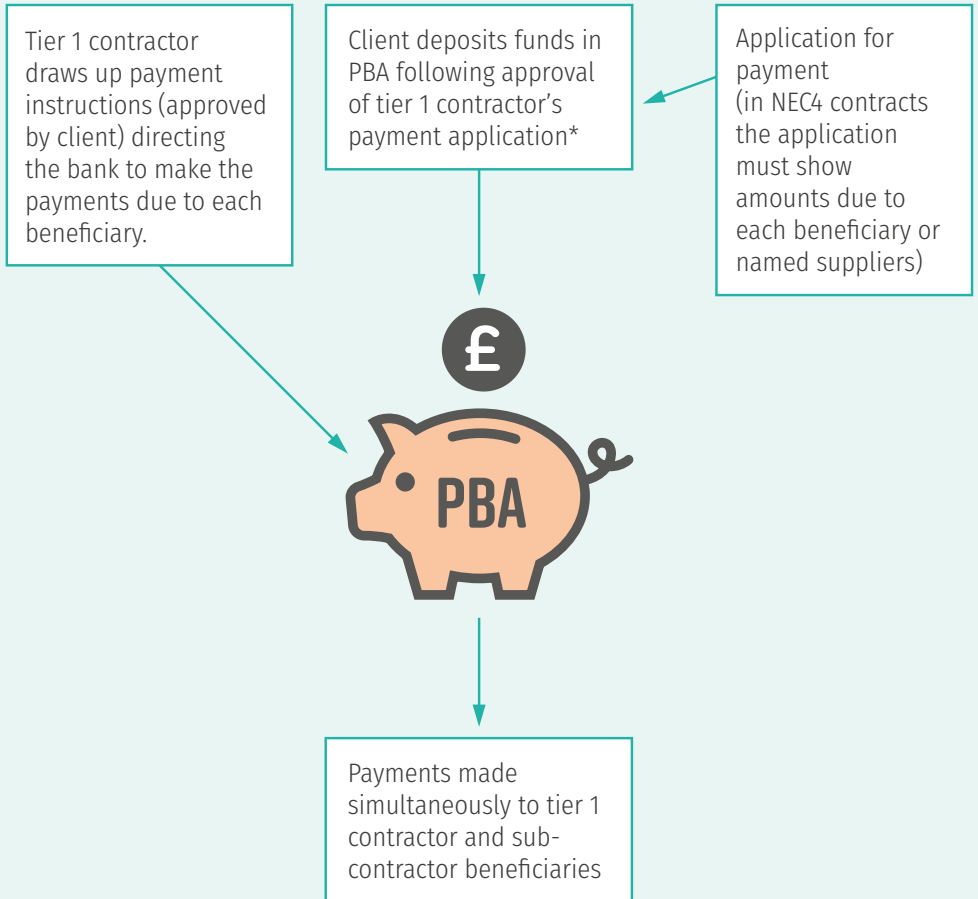 Tier 1 contractor
draws up payment
instructions (approved
by client) directing
the bank to make the
payments due to each
beneficiary.
Client deposits funds in
PBA following approval
of tier 1 contractor’s
payment application*
Application for
payment
(in NEC4 contracts
the application
must show
amounts due to
each beneficiary or
named suppliers)
£
PBA
Payments made
simultaneously to tier 1
contractor and sub-
contractor beneficiaries